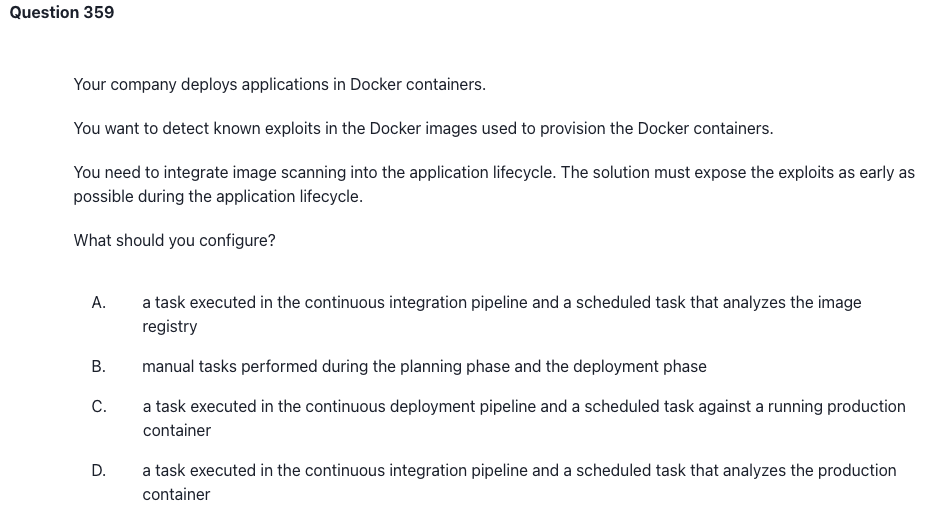 Question 359
Your company deploys applications in Docker containers.
You want to detect known exploits in the Docker images used to provision the Docker containers.
You need to integrate image scanning into the application lifecycle. The solution must expose the exploits as early as
possible during the application lifecycle.
What should you configure?
A. a task executed in the continuous integration pipeline and a scheduled task that analyzes the image
registry
B. manual tasks performed during the planning phase and the deployment phase
C. a task executed in the continuous deployment pipeline and a scheduled task against a running production
container
D. a task executed in the continuous integration pipeline and a scheduled task that analyzes the production
container